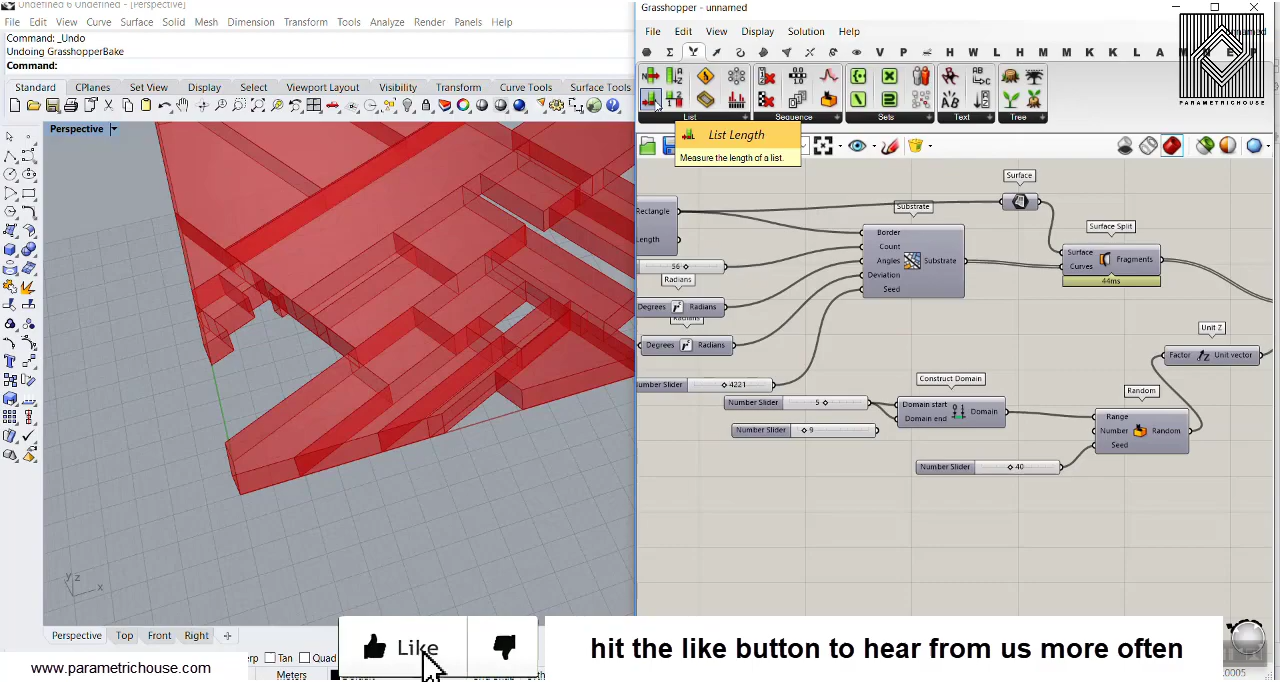 Undefined 6 Undefined - [Perspective]
File Edit View Curve Surface Solid Mesh Dimension Transform Tools Analyze Render Panels Help
Command: _Undo
Undoing GrasshopperBake
Command:
Standard CPlanes Set View Display Select Viewport Layout Visibility Transform Curve Tools Surface Tools
Perspective
y z x
Perspective Top Front Right
Tan Quad
Meters
Grasshopper - unnamed
File Edit View Display Solution Help
V P H W L H M M K K L A
PARAMETRICHOUSE
List Sequence Sets Text Tree
List Length
Measure the length of a list.
Surface
Rectangle
Length
Substrate
Border
Count
Angles
Deviation
Seed
Substrate
Surface Split
Surface
Curves
Fragments
44ms
56
Radians
Degrees Radians
Degrees Radians
Number Slider 4221
Number Slider 5
Number Slider 9
Construct Domain
Domain start
Domain end
Domain
Unit Z
Factor Unit vector
Random
Range
Number
Seed
Random
Number Slider 40
Like
hit the like button to hear from us more often
www.parametrichouse.com